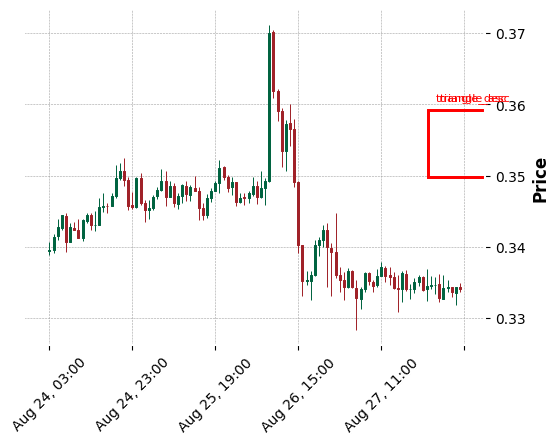 0.37
0.36
0.35
0.34
0.33
Price
Aug 24, 03:00
Aug 24, 23:00
Aug 25, 19:00
Aug 26, 15:00
Aug 27, 11:00